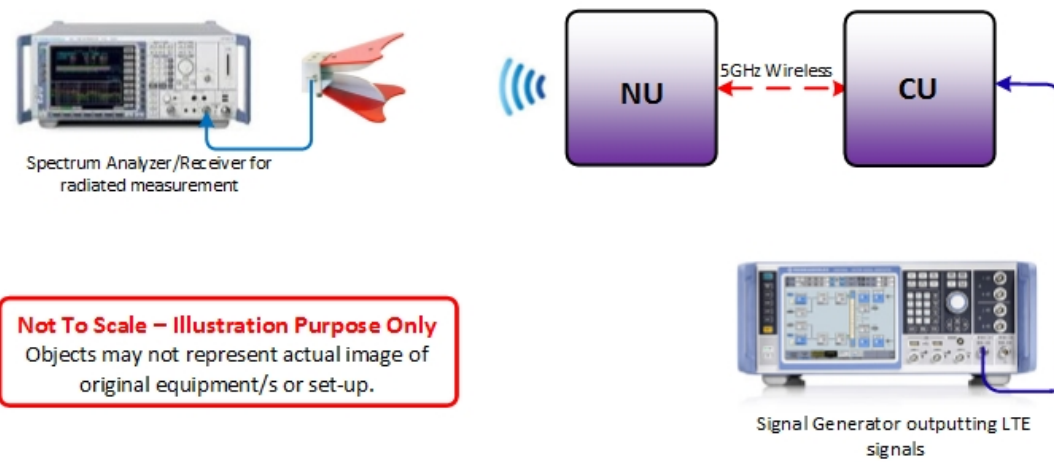 NU
5GHz Wireless
CU
Spectrum Analyzer/Receiver for
radiated measurement
Not To Scale – Illustration Purpose Only
Objects may not represent actual image of
original equipment/s or set-up.
Signal Generator outputting LTE
signals